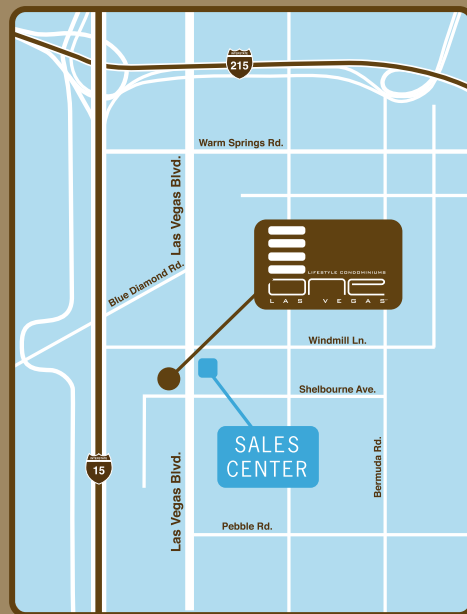 215
Warm Springs Rd.
Las Vegas Blvd.
Blue Diamond Rd.
LIFESTYLE CONDOMINIUMS
one
LAS VEGAS
Windmill Ln.
Shelbourne Ave.
SALES
CENTER
Bermuda Rd.
15
Las Vegas Blvd.
Pebble Rd.